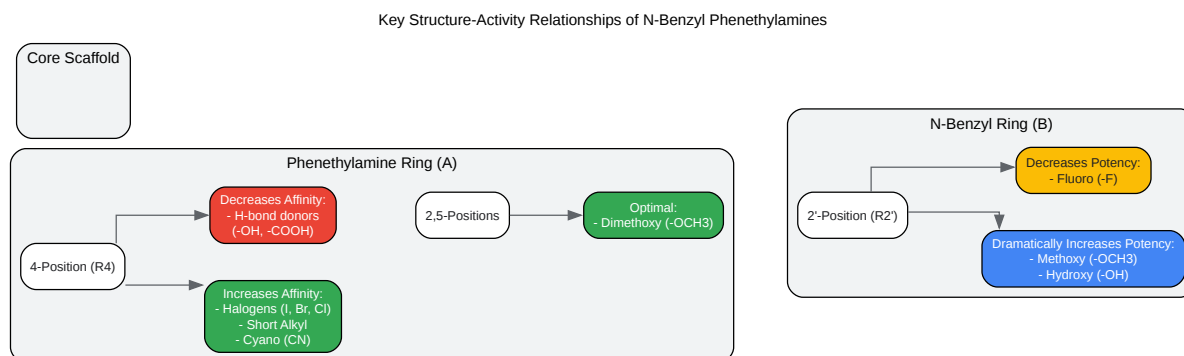 Key Structure-Activity Relationships of N-Benzyl Phenethylamines
Core Scaffold
Phenethylamine Ring (A)
4-Position (R4)
Decreases Affinity:
- H-bond donors
(-OH, -COOH)
Increases Affinity:
- Halogens (I, Br, Cl)
- Short Alkyl
- Cyano (CN)
2,5-Positions
Optimal:
- Dimethoxy (-OCH3)
N-Benzyl Ring (B)
2'-Position (R2')
Decreases Potency:
- Fluoro (-F)
Dramatically Increases Potency:
- Methoxy (-OCH3)
- Hydroxy (-OH)